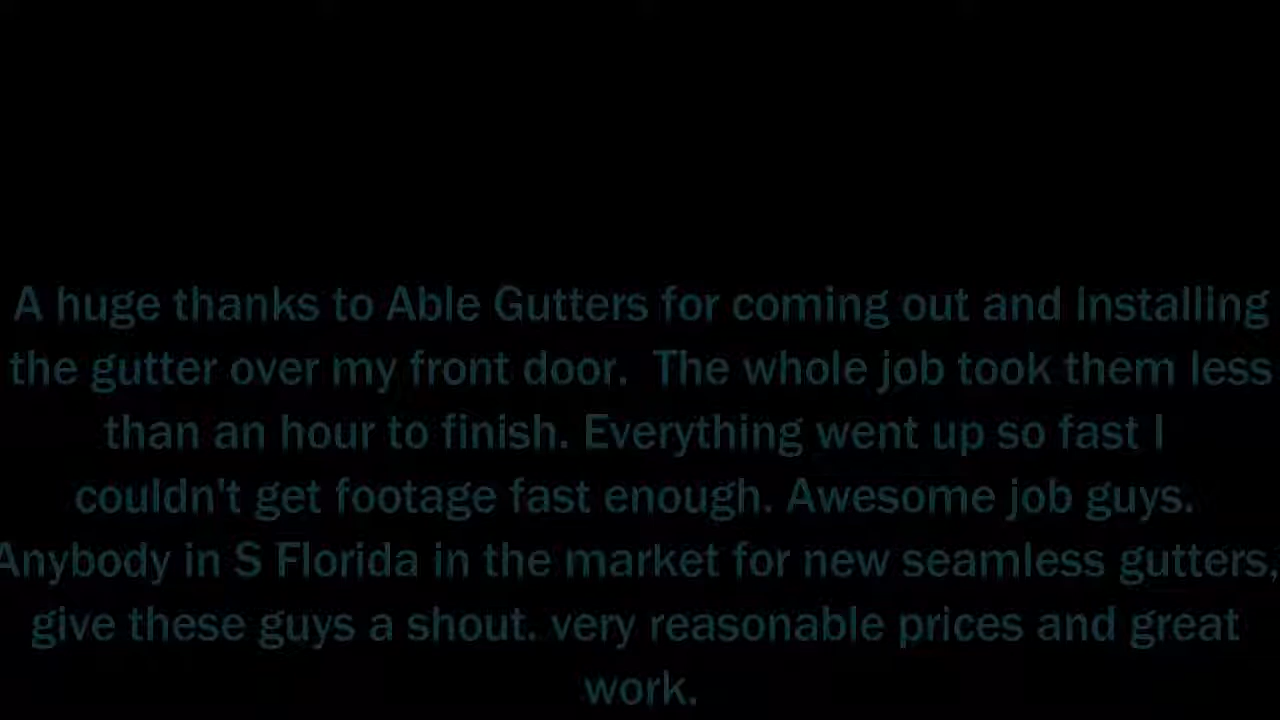 A huge thanks to Able Gutters for coming out and Installing
the gutter over my front door.  The whole job took them less
than an hour to finish. Everything went up so fast I
couldn't get footage fast enough. Awesome job guys.
Anybody in S Florida in the market for new seamless gutters,
give these guys a shout. very reasonable prices and great
work.